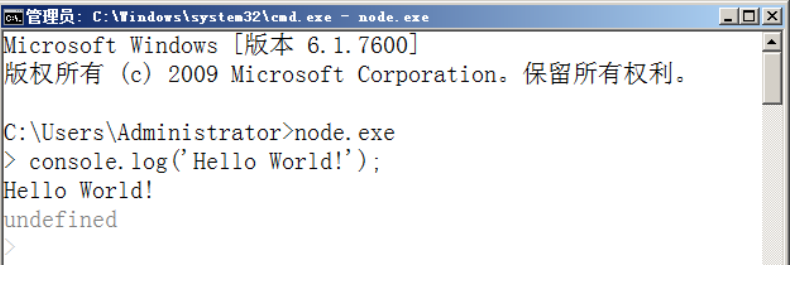 管理员: C:\Windows\system32\cmd.exe - node.exe
Microsoft Windows [版本 6.1.7600]
版权所有 (c) 2009 Microsoft Corporation。保留所有权利。
C:\Users\Administrator>node.exe
> console.log('Hello World!');
Hello World!
undefined
>